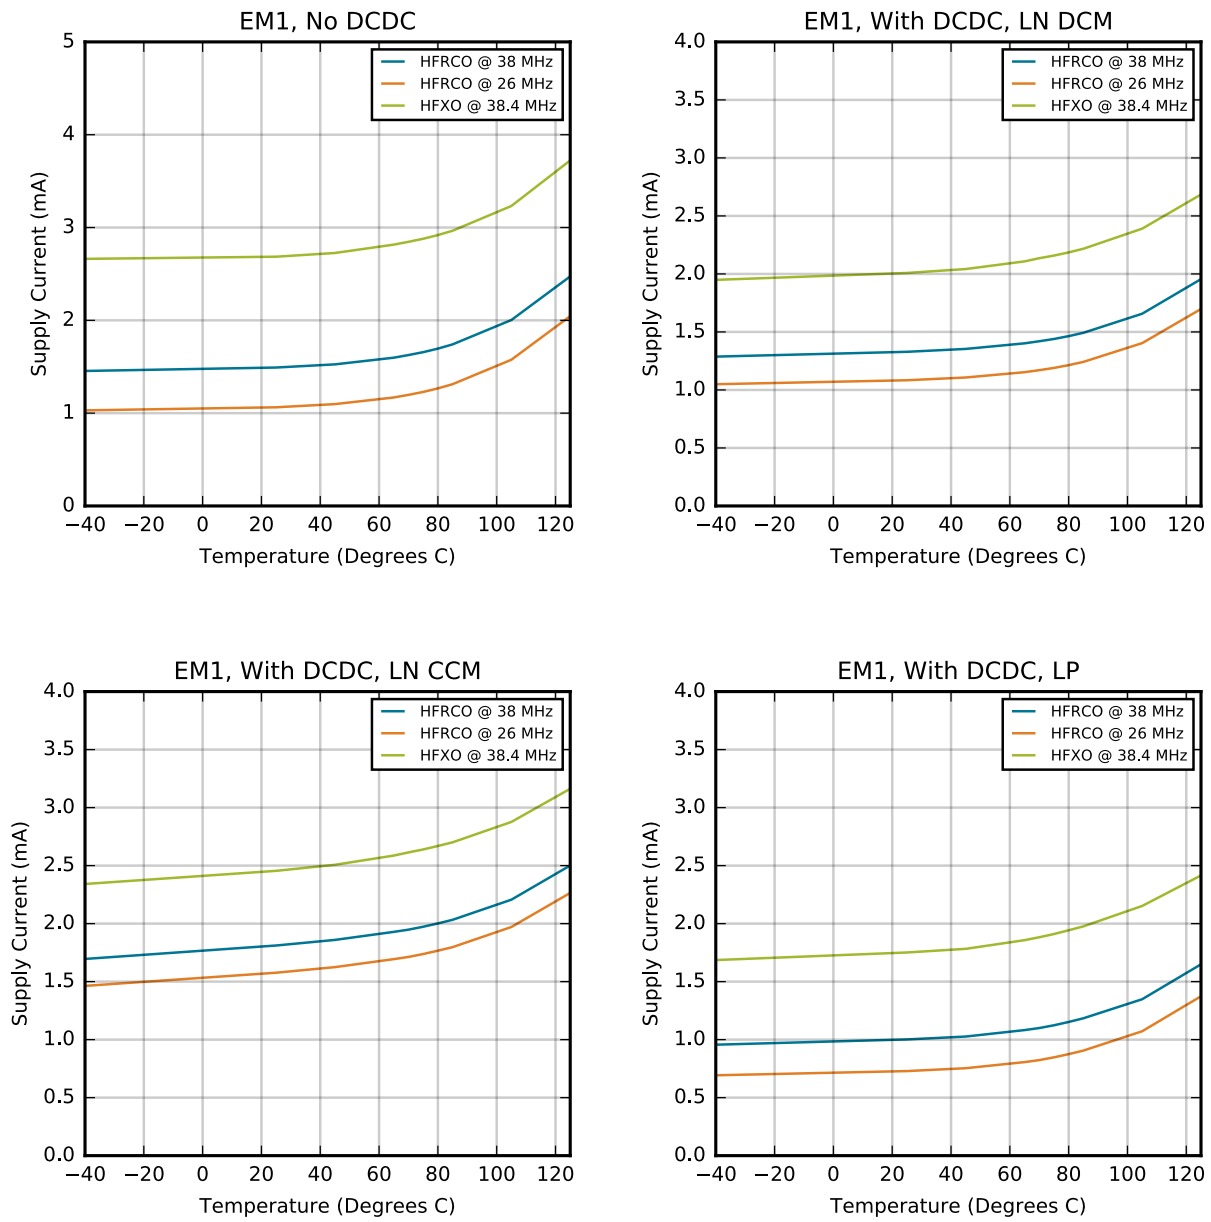 EM1, No DCDC
Supply Current (mA)
5
4
3
2
1
0
HFRCO @ 38 MHz
HFRCO @ 26 MHz
HFXO @ 38.4 MHz
−40 −20 0 20 40 60 80 100 120
Temperature (Degrees C)
EM1, With DCDC, LN DCM
Supply Current (mA)
4.0
3.5
3.0
2.5
2.0
1.5
1.0
0.5
0.0
HFRCO @ 38 MHz
HFRCO @ 26 MHz
HFXO @ 38.4 MHz
−40 −20 0 20 40 60 80 100 120
Temperature (Degrees C)
EM1, With DCDC, LN CCM
Supply Current (mA)
4.0
3.5
3.0
2.5
2.0
1.5
1.0
0.5
0.0
HFRCO @ 38 MHz
HFRCO @ 26 MHz
HFXO @ 38.4 MHz
−40 −20 0 20 40 60 80 100 120
Temperature (Degrees C)
EM1, With DCDC, LP
Supply Current (mA)
4.0
3.5
3.0
2.5
2.0
1.5
1.0
0.5
0.0
HFRCO @ 38 MHz
HFRCO @ 26 MHz
HFXO @ 38.4 MHz
−40 −20 0 20 40 60 80 100 120
Temperature (Degrees C)